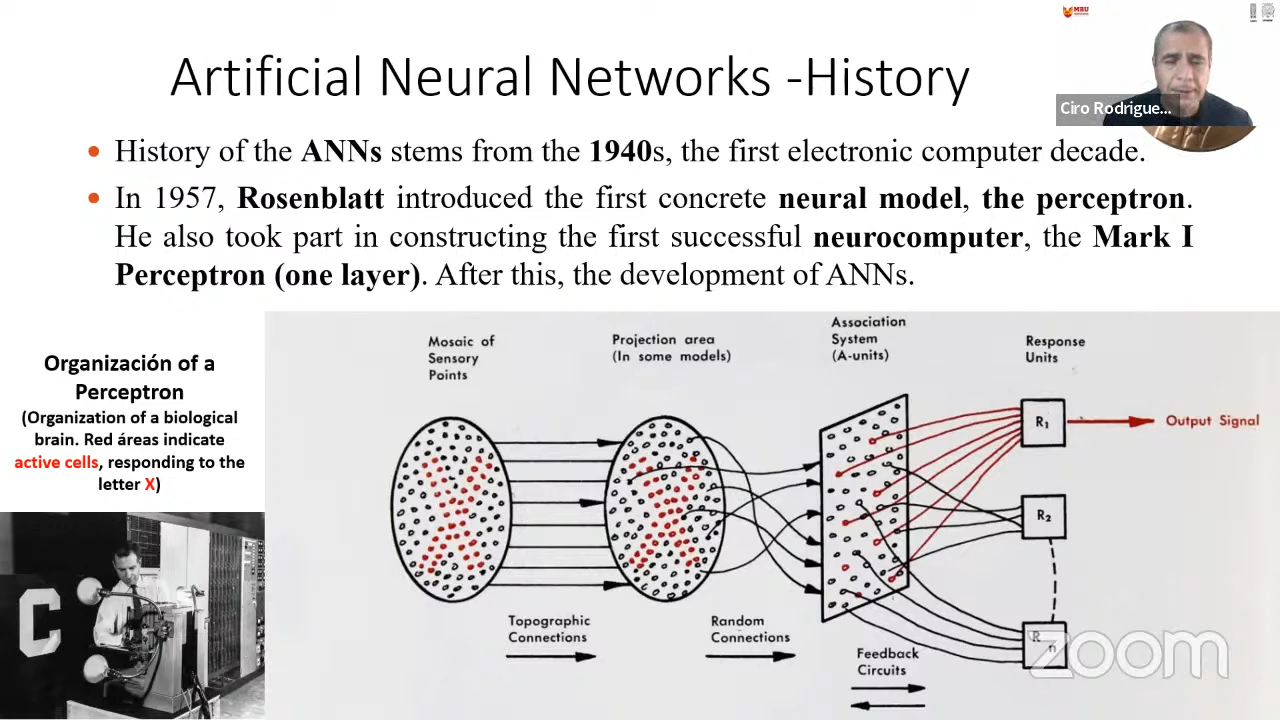 MBU
Artificial Neural Networks -History
Ciro Rodrigue...
• History of the ANNs stems from the 1940s, the first electronic computer decade.
• In 1957, Rosenblatt introduced the first concrete neural model, the perceptron.
He also took part in constructing the first successful neurocomputer, the Mark I
Perceptron (one layer). After this, the development of ANNs.
Organización of a
Perceptron
(Organization of a biological
brain. Red áreas indicate
active cells, responding to the
letter X)
C
Mosaic of
Sensory
Points
Projection area
(In some models)
Association
System
(A-units)
Response
Units
R1
Output Signal
R2
R
n
Topographic
Connections
Random
Connections
Feedback
Circuits
zoom